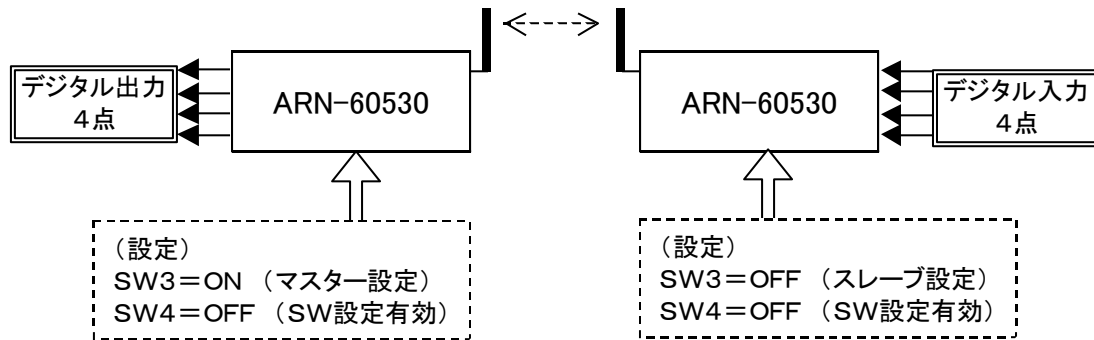 デジタル出力
4点
ARN-60530
ARN-60530
デジタル入力
4点
(設定)
SW3=ON (マスター設定)
SW4=OFF (SW設定有効)
(設定)
SW3=OFF (スレーブ設定)
SW4=OFF (SW設定有効)